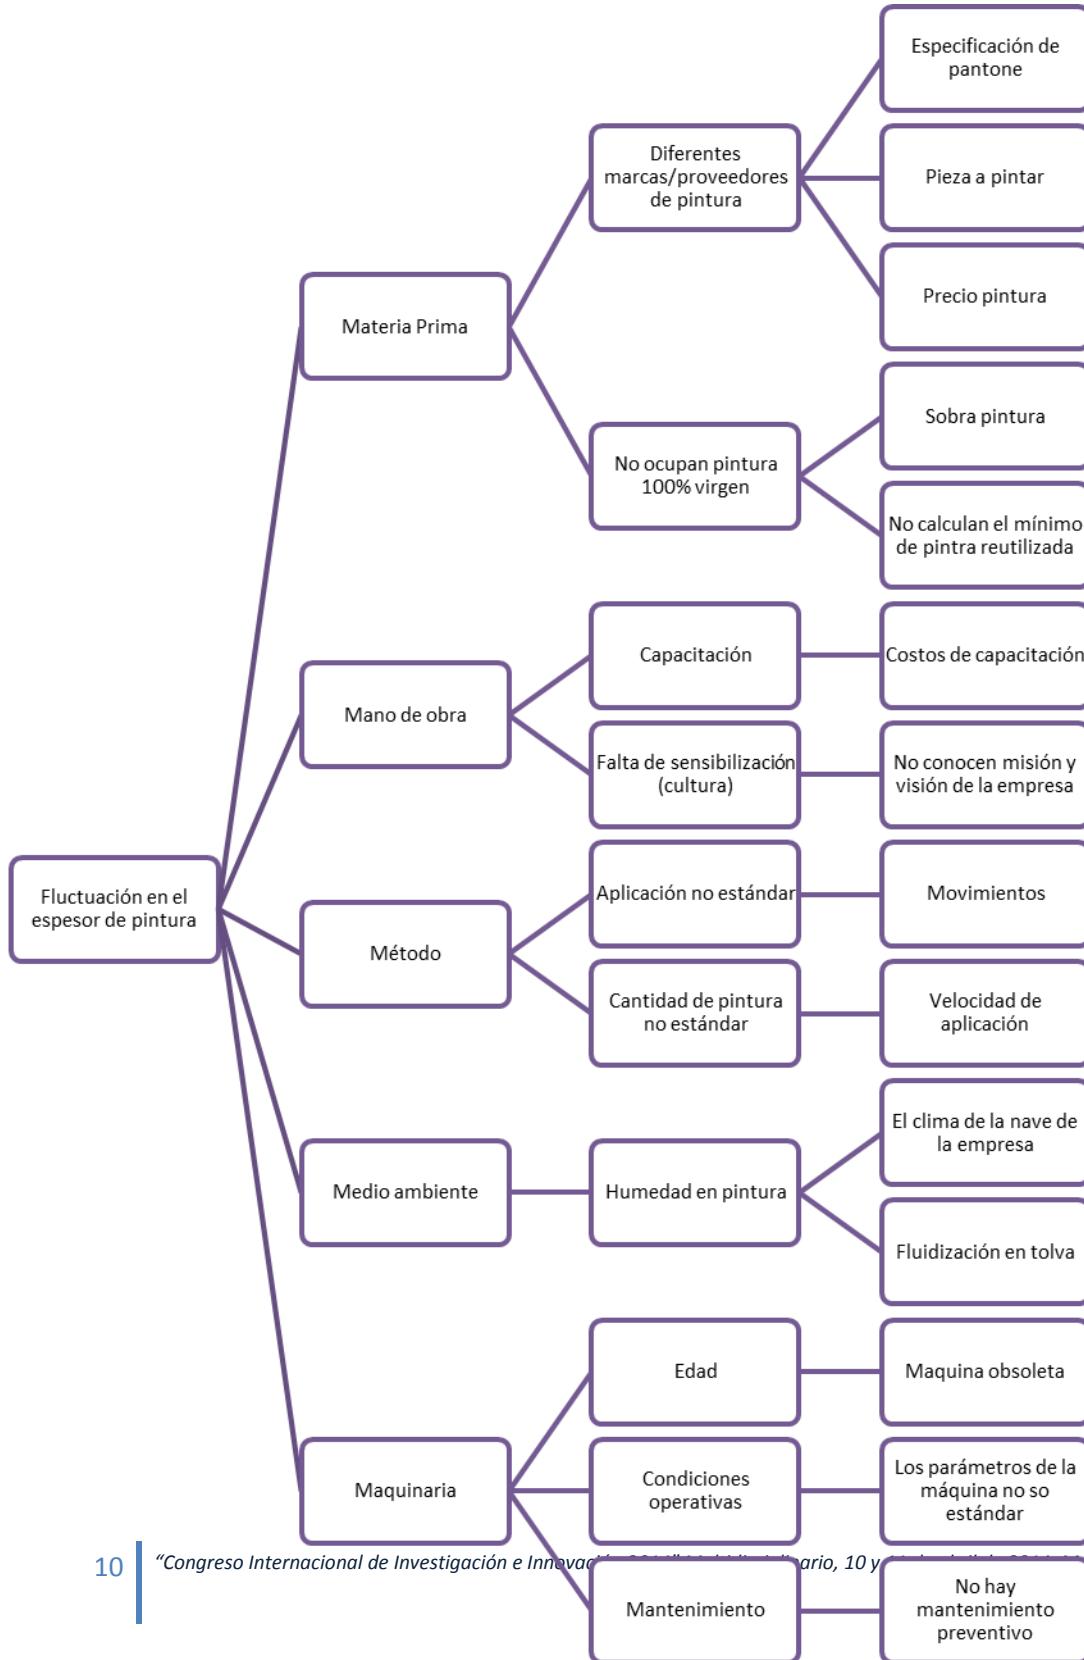 Especificación de
pantone
Diferentes
marcas/proveedores
de pintura
Pieza a pintar
Precio pintura
Materia Prima
Sobra pintura
No ocupan pintura
100% virgen
No calculan el mínimo
de pintra reutilizada
Capacitación
Costos de capacitación
Mano de obra
Falta de sensibilización
(cultura)
No conocen misión y
visión de la empresa
Fluctuación en el
espesor de pintura
Aplicación no estándar
Movimientos
Método
Cantidad de pintura
no estándar
Velocidad de
aplicación
El clima de la nave de
la empresa
Medio ambiente
Humedad en pintura
Fluidización en tolva
Edad
Maquina obsoleta
Maquinaria
Condiciones
operativas
Los parámetros de la
máquina no so
estándar
10
"Congreso Internacional de Investigación e 10 y
Mantenimiento
No hay
mantenimiento
preventivo